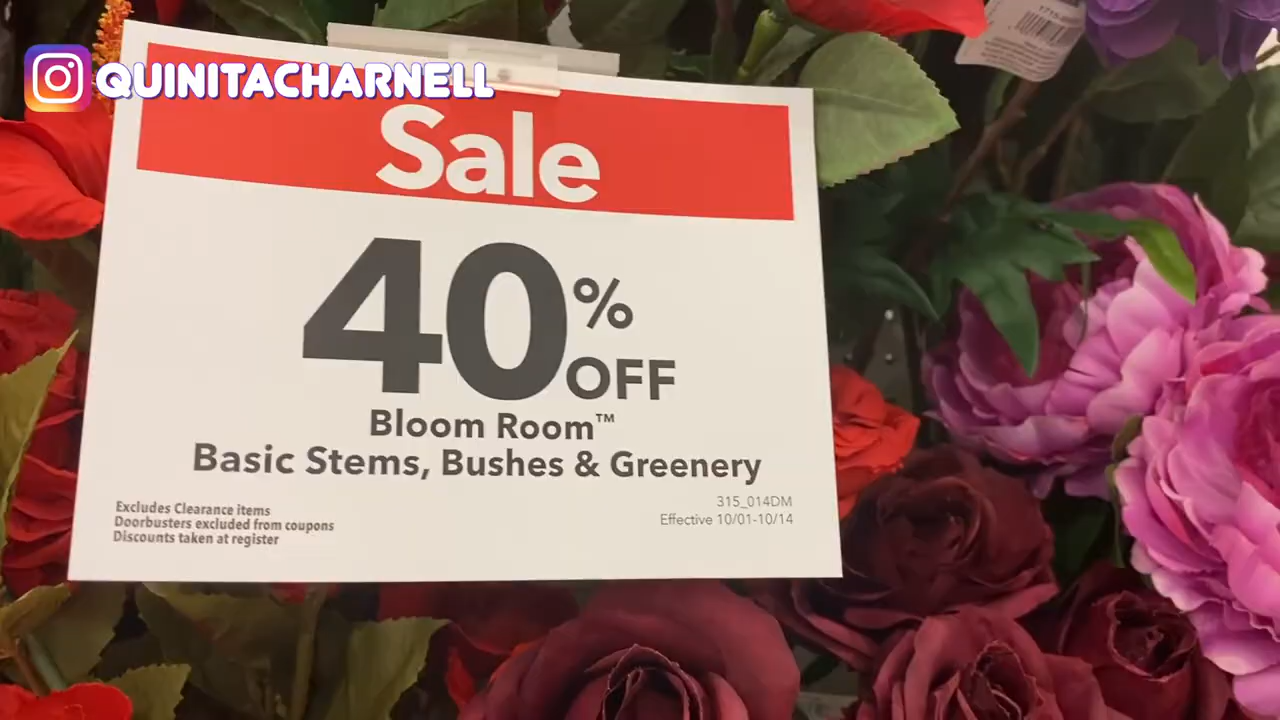 QUINITACHARNELL
Sale
40%
OFF
Bloom Room™
Basic Stems, Bushes & Greenery
Excludes Clearance items
Doorbusters excluded from coupons
Discounts taken at register
315_014DM
Effective 10/01-10/14